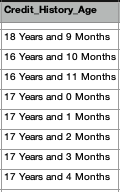 Credit_History_Age
18 Years and 9 Months
16 Years and 10 Months
16 Years and 11 Months
17 Years and 0 Months
17 Years and 1 Months
17 Years and 2 Months
17 Years and 3 Months
17 Years and 4 Months